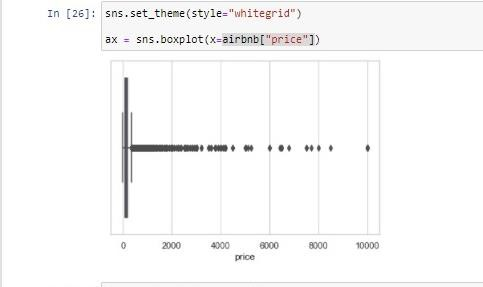 In [26]: sns.set_theme(style="whitegrid")
ax = sns.boxplot(x=airbnb["price"])
0 2000 4000 6000 8000 10000
price